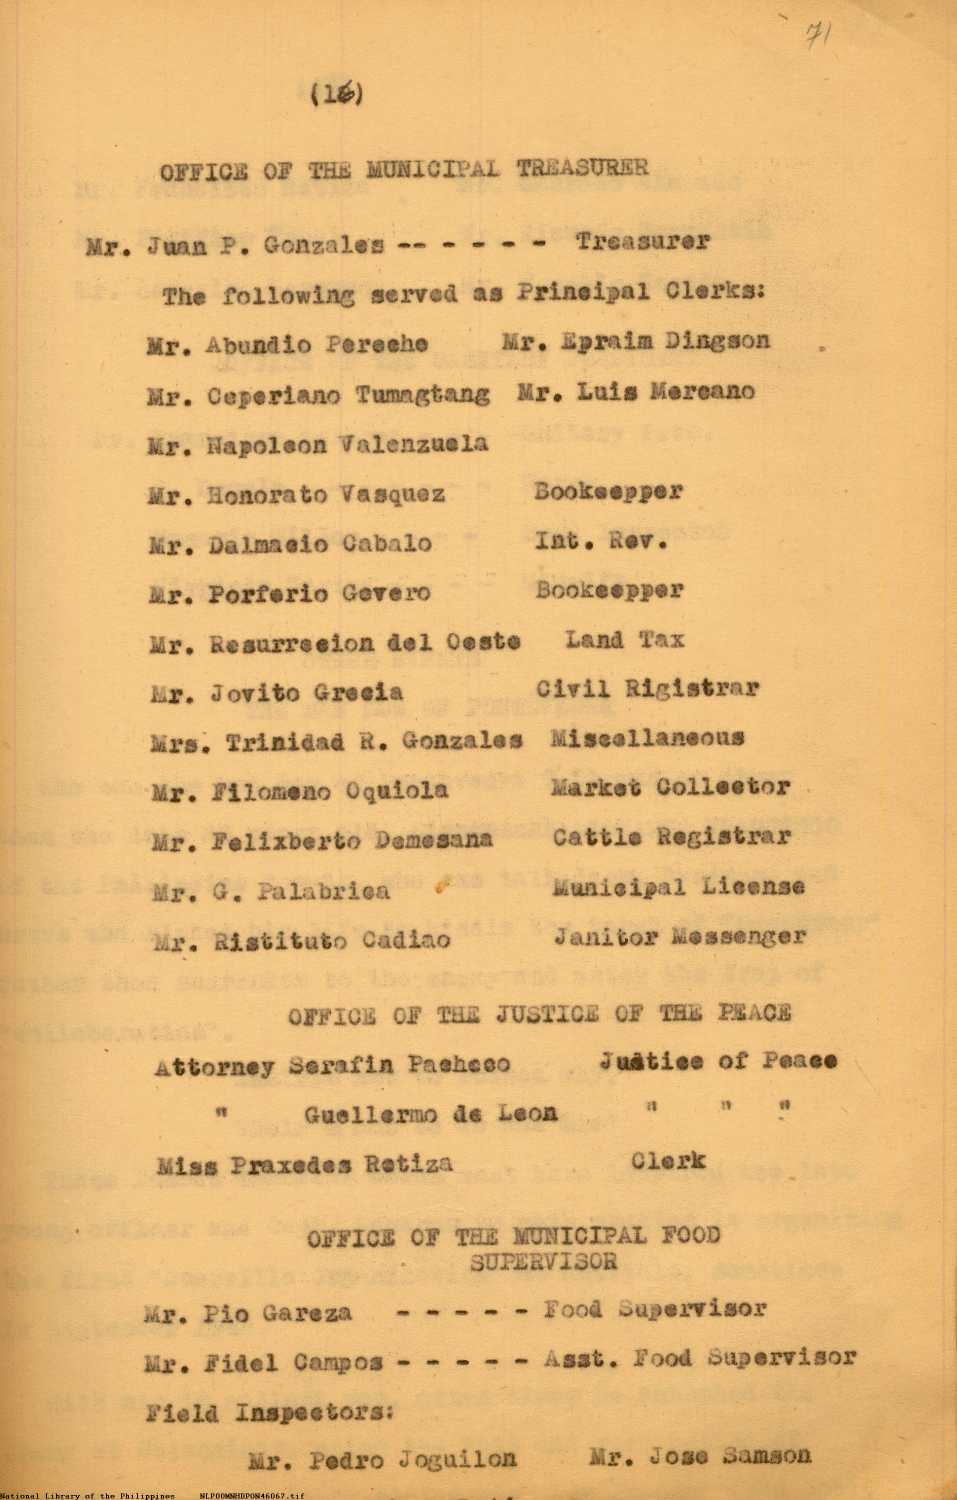 71
(16)
OFFICE OF THE MUNICIPAL TREASURER
Mr. Juan P. Gonzales -- - - - - - Treasurer
The following served as Principal Clerks:
Mr. Abundio Pereche Mr. Epraim Dingson
Mr. Ceperiano Tumagtang Mr. Luis Mercano
Mr. Napoleon Valenzuela
Mr. Honorato Vasquez Bookeepper
Mr. Dalmacio Cabalo Int. Rev.
Mr. Porferio Gevero Bookeepper
Mr. Resurrecion del Oeste Land Tax
Mr. Jovito Grecia Civil Rigistrar
Mrs. Trinidad R. Gonzales Miscellaneous
Mr. Filomeno Oquiola Market Collector
Mr. Felixberto Demesana Cattle Registrar
Mr. G. Palabrica Municipal License
Mr. Ristituto Cadiao Janitor Messenger
OFFICE OF THE JUSTICE OF THE PEACE
Attorney Serafin Pacheco Justice of Peace
" Guellermo de Leon " " "
Miss Praxedes Retiza Clerk
OFFICE OF THE MUNICIPAL FOOD
SUPERVISOR
Mr. Pio Gareza - - - - - Food Supervisor
Mr. Fidel Campos - - - - - Asst. Food Supervisor
Field Inspectors:
Mr. Pedro Joguilon Mr. Jose Samson
National Library of the Philippines NLPOOMNHDPON46067.tif